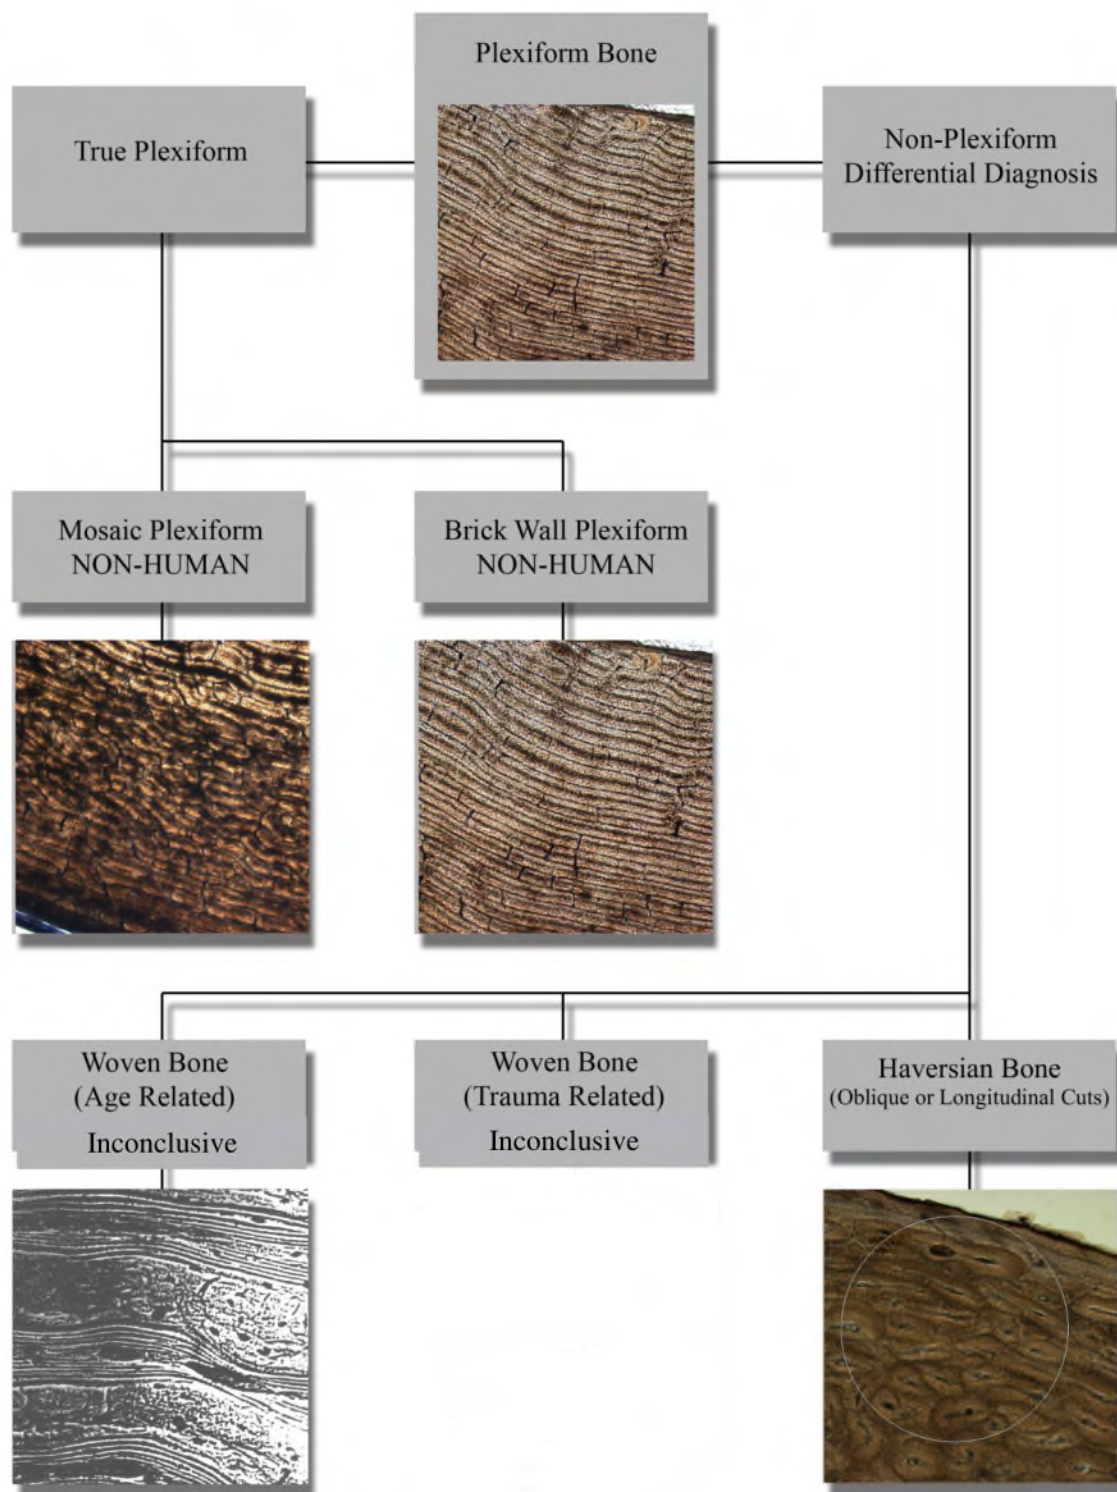 Plexiform Bone
True Plexiform
Non-Plexiform
Differential Diagnosis
Mosaic Plexiform
NON-HUMAN
Brick Wall Plexiform
NON-HUMAN
Woven Bone
(Age Related)
Inconclusive
Woven Bone
(Trauma Related)
Inconclusive
Haversian Bone
(Oblique or Longitudinal Cuts)